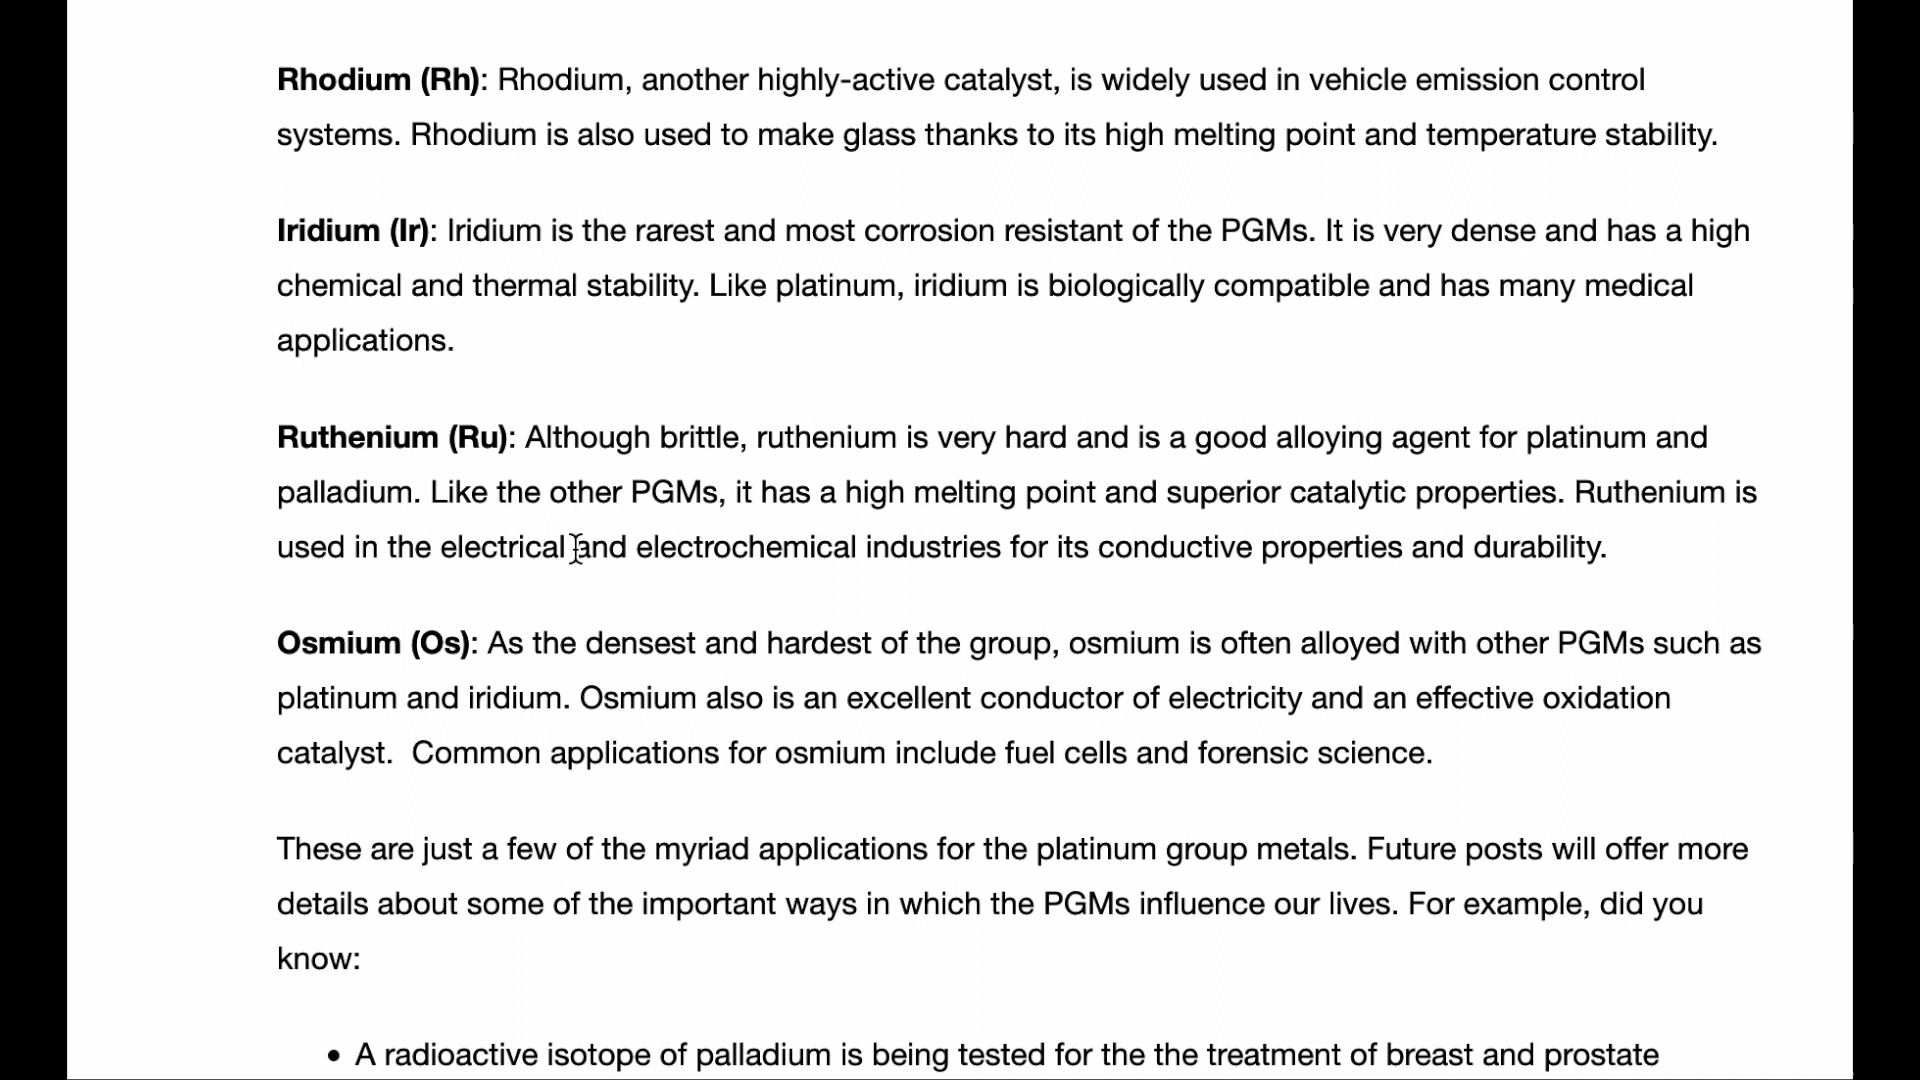 Rhodium (Rh): Rhodium, another highly-active catalyst, is widely used in vehicle emission control
systems. Rhodium is also used to make glass thanks to its high melting point and temperature stability.
Iridium (Ir): Iridium is the rarest and most corrosion resistant of the PGMs. It is very dense and has a high
chemical and thermal stability. Like platinum, iridium is biologically compatible and has many medical
applications.
Ruthenium (Ru): Although brittle, ruthenium is very hard and is a good alloying agent for platinum and
palladium. Like the other PGMs, it has a high melting point and superior catalytic properties. Ruthenium is
used in the electrical and electrochemical industries for its conductive properties and durability.
Osmium (Os): As the densest and hardest of the group, osmium is often alloyed with other PGMs such as
platinum and iridium. Osmium also is an excellent conductor of electricity and an effective oxidation
catalyst.  Common applications for osmium include fuel cells and forensic science.
These are just a few of the myriad applications for the platinum group metals. Future posts will offer more
details about some of the important ways in which the PGMs influence our lives. For example, did you
know:
• A radioactive isotope of palladium is being tested for the the treatment of breast and prostate